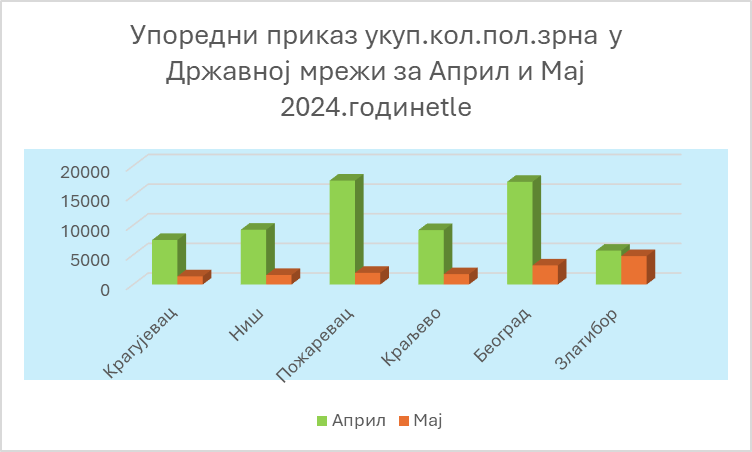 Упоредни приказ укуп.кол.пол.зрна у
Државној мрежи за Април и Мај
2024.годинеtle
20000
15000
10000
5000
0
Крагујевац
Ниш
Пожаревац
Краљево
Београд
Златибор
Април
Мај